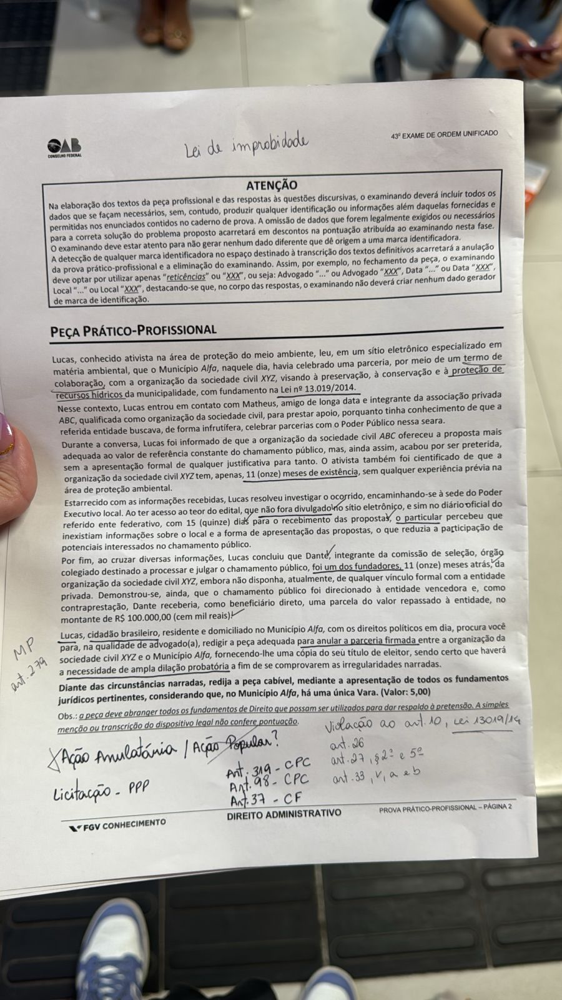 OAB
CONSELHO FEDERAL
Lei de improbidade
43º EXAME DE ORDEM UNIFICADO
ATENÇÃO
Na elaboração dos textos da peça profissional e das respostas às questões discursivas, o examinando deverá incluir todos os
dados que se façam necessários, sem, contudo, produzir qualquer identificação ou informações além daquelas fornecidas e
permitidas nos enunciados contidos no caderno de prova. A omissão de dados que forem legalmente exigidos ou necessários
para a correta solução do problema proposto acarretará em descontos na pontuação atribuída ao examinando nesta fase.
O examinando deve estar atento para não gerar nenhum dado diferente que dê origem a uma marca identificadora.
A detecção de qualquer marca identificadora no espaço destinado à transcrição dos textos definitivos acarretará a anulação
da prova prático-profissional e a eliminação do examinando. Assim, por exemplo, no fechamento da peça, o examinando
deve optar por utilizar apenas "reticências" ou "XXX", ou seja: Advogado "..." ou Advogado "XXX", Data "..." ou Data "XXX",
Local "..." ou Local "XXX", destacando-se que, no corpo das respostas, o examinando não deverá criar nenhum dado gerador
de marca de identificação.
PEÇA PRÁTICO-PROFISSIONAL
Lucas, conhecido ativista na área de proteção do meio ambiente, leu, em um sítio eletrônico especializado em
matéria ambiental, que o Município Alfa, naquele dia, havia celebrado uma parceria, por meio de um termo de
colaboração, com a organização da sociedade civil XYZ, visando à preservação, à conservação e à proteção de
recursos hídricos da municipalidade, com fundamento na Lei nº 13.019/2014.
Nesse contexto, Lucas entrou em contato com Matheus, amigo de longa data e integrante da associação privada
ABC, qualificada como organização da sociedade civil, para prestar apoio, porquanto tinha conhecimento de que a
referida entidade buscava, de forma infrutífera, celebrar parcerias com o Poder Público nessa seara.
Durante a conversa, Lucas foi informado de que a organização da sociedade civil ABC ofereceu a proposta mais
adequada ao valor de referência constante do chamamento público, mas, ainda assim, acabou por ser preterida,
sem a apresentação formal de qualquer justificativa para tanto. O ativista também foi cientificado de que a
organização da sociedade civil XYZ tem, apenas, 11 (onze) meses de existência, sem qualquer experiência prévia na
área de proteção ambiental.
Estarrecido com as informações recebidas, Lucas resolveu investigar o ocorrido, encaminhando-se à sede do Poder
Executivo local. Ao ter acesso ao teor do edital, que não fora divulgado no sítio eletrônico, e sim no diário oficial do
referido ente federativo, com 15 (quinze) dias para o recebimento das propostas, o particular percebeu que
inexistiam informações sobre o local e a forma de apresentação das propostas, o que reduzia a participação de
potenciais interessados no chamamento público.
Por fim, ao cruzar diversas informações, Lucas concluiu que Dante, integrante da comissão de seleção, órgão
colegiado destinado a processar e julgar o chamamento público, foi um dos fundadores, 11 (onze) meses atrás, da
organização da sociedade civil XYZ, embora não disponha, atualmente, de qualquer vínculo formal com a entidade
privada. Demonstrou-se, ainda, que o chamamento público foi direcionado à entidade vencedora e, como
contraprestação, Dante receberia, como beneficiário direto, uma parcela do valor repassado à entidade, no
montante de R$ 100.000,00 (cem mil reais).
Lucas, cidadão brasileiro, residente e domiciliado no Município Alfa, com os direitos políticos em dia, procura você
para, na qualidade de advogado(a), redigir a peça adequada para anular a parceria firmada entre a organização da
sociedade civil XYZ e o Município Alfa, fornecendo-lhe uma cópia do seu título de eleitor, sendo certo que haverá
a necessidade de ampla dilação probatória a fim de se comprovarem as irregularidades narradas.
MP
art. 279
Diante das circunstâncias narradas, redija a peça cabível, mediante a apresentação de todos os fundamentos
jurídicos pertinentes, considerando que, no Município Alfa, há uma única Vara. (Valor: 5,00)
Obs.: a peça deve abranger todos os fundamentos de Direito que possam ser utilizados para dar respaldo à pretensão. A simples
menção ou transcrição do dispositivo legal não confere pontuação.
Ação Anulatória / Ação Popular?
Licitação - PPP
Art. 319 - CPC
Art. 98 - CPC
Art. 37 - CF
Violação ao art. 10, Lei 13019/14
art. 26
art. 27, § 2º e 5º
art. 33, V, a e b
FGV CONHECIMENTO
DIREITO ADMINISTRATIVO
PROVA PRÁTICO-PROFISSIONAL – PÁGINA 2